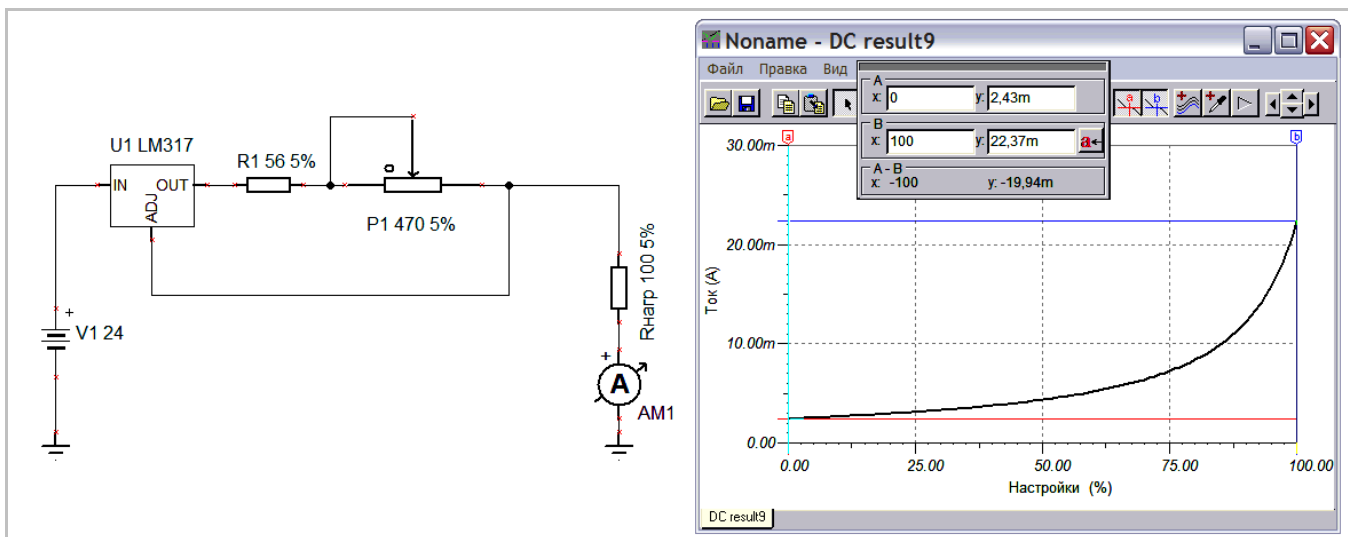 U1 LM317
IN OUT
ADJ
R1 56 5%
P1 470 5%
+
V1 24
Rнагр 100 5%
+
A
AM1
Noname - DC result9
Файл Правка Вид
A
x: 0 y: 2,43m
B
x: 100 y: 22,37m a
A - B
x: -100 y: -19,94m
a b
a b
30.00m
20.00m
10.00m
0.00
Ток (A)
0.00 25.00 50.00 75.00 100.00
Настройки (%)
DC result9